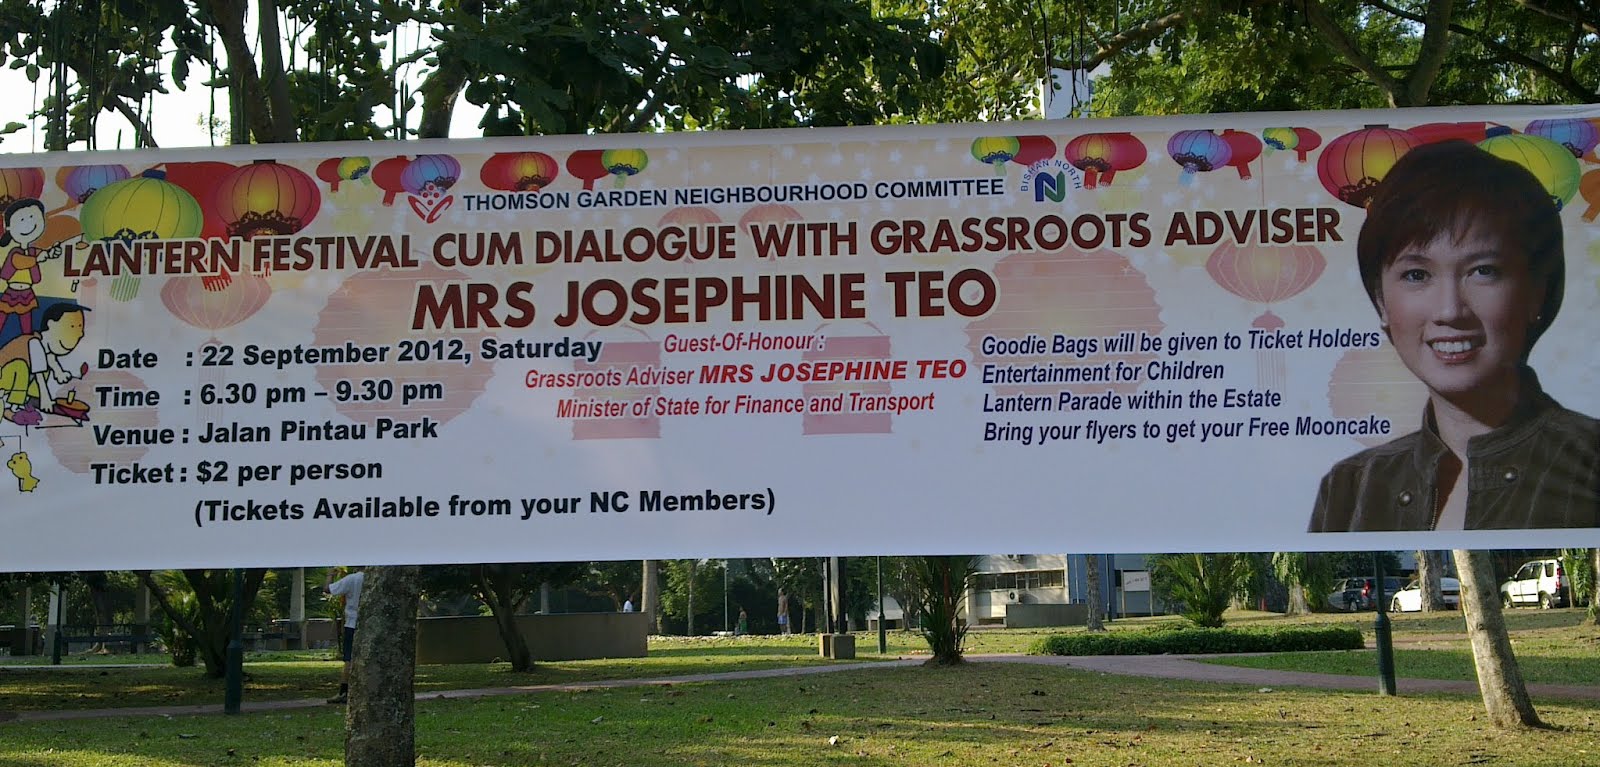 THOMSON GARDEN NEIGHBOURHOOD COMMITTEE
BISHAN NORTH
N
LANTERN FESTIVAL CUM DIALOGUE WITH GRASSROOTS ADVISER
MRS JOSEPHINE TEO
Date : 22 September 2012, Saturday
Time : 6.30 pm – 9.30 pm
Venue : Jalan Pintau Park
Ticket : $2 per person
(Tickets Available from your NC Members)
Guest-Of-Honour :
Grassroots Adviser MRS JOSEPHINE TEO
Minister of State for Finance and Transport
Goodie Bags will be given to Ticket Holders
Entertainment for Children
Lantern Parade within the Estate
Bring your flyers to get your Free Mooncake